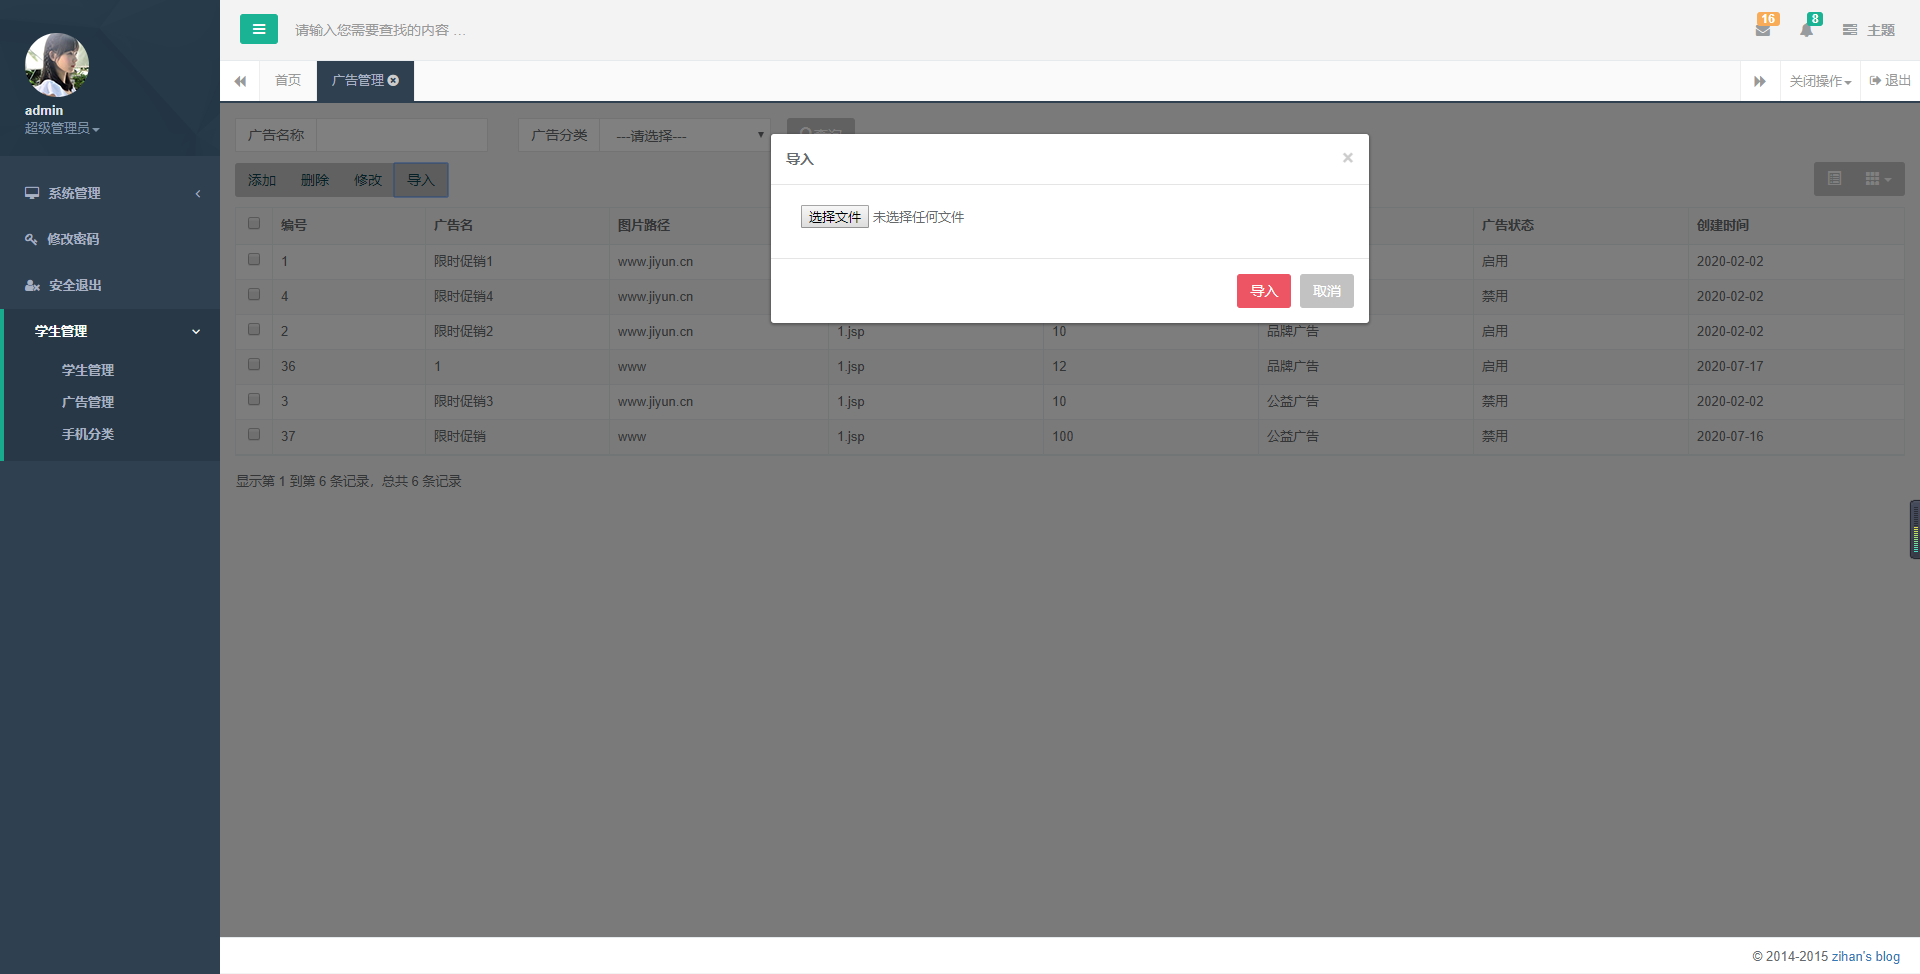 请输入您需要查找的内容 …
16
8
主题
首页
广告管理
关闭操作
退出
admin
超级管理员
系统管理
修改密码
安全退出
学生管理
学生管理
广告管理
手机分类
广告名称
广告分类
---请选择---
查询
添加
删除
修改
导入
导入
×
选择文件 未选择任何文件
导入
取消
编号 广告名 图片路径 广告状态 创建时间
1 限时促销1 www.jiyun.cn 启用 2020-02-02
4 限时促销4 www.jiyun.cn 禁用 2020-02-02
2 限时促销2 www.jiyun.cn 1.jsp 10 品牌广告 启用 2020-02-02
36 1 www 1.jsp 12 品牌广告 启用 2020-07-17
3 限时促销3 www.jiyun.cn 1.jsp 10 公益广告 禁用 2020-02-02
37 限时促销 www 1.jsp 100 公益广告 禁用 2020-07-16
显示第 1 到第 6 条记录，总共 6 条记录
© 2014-2015 zihan's blog